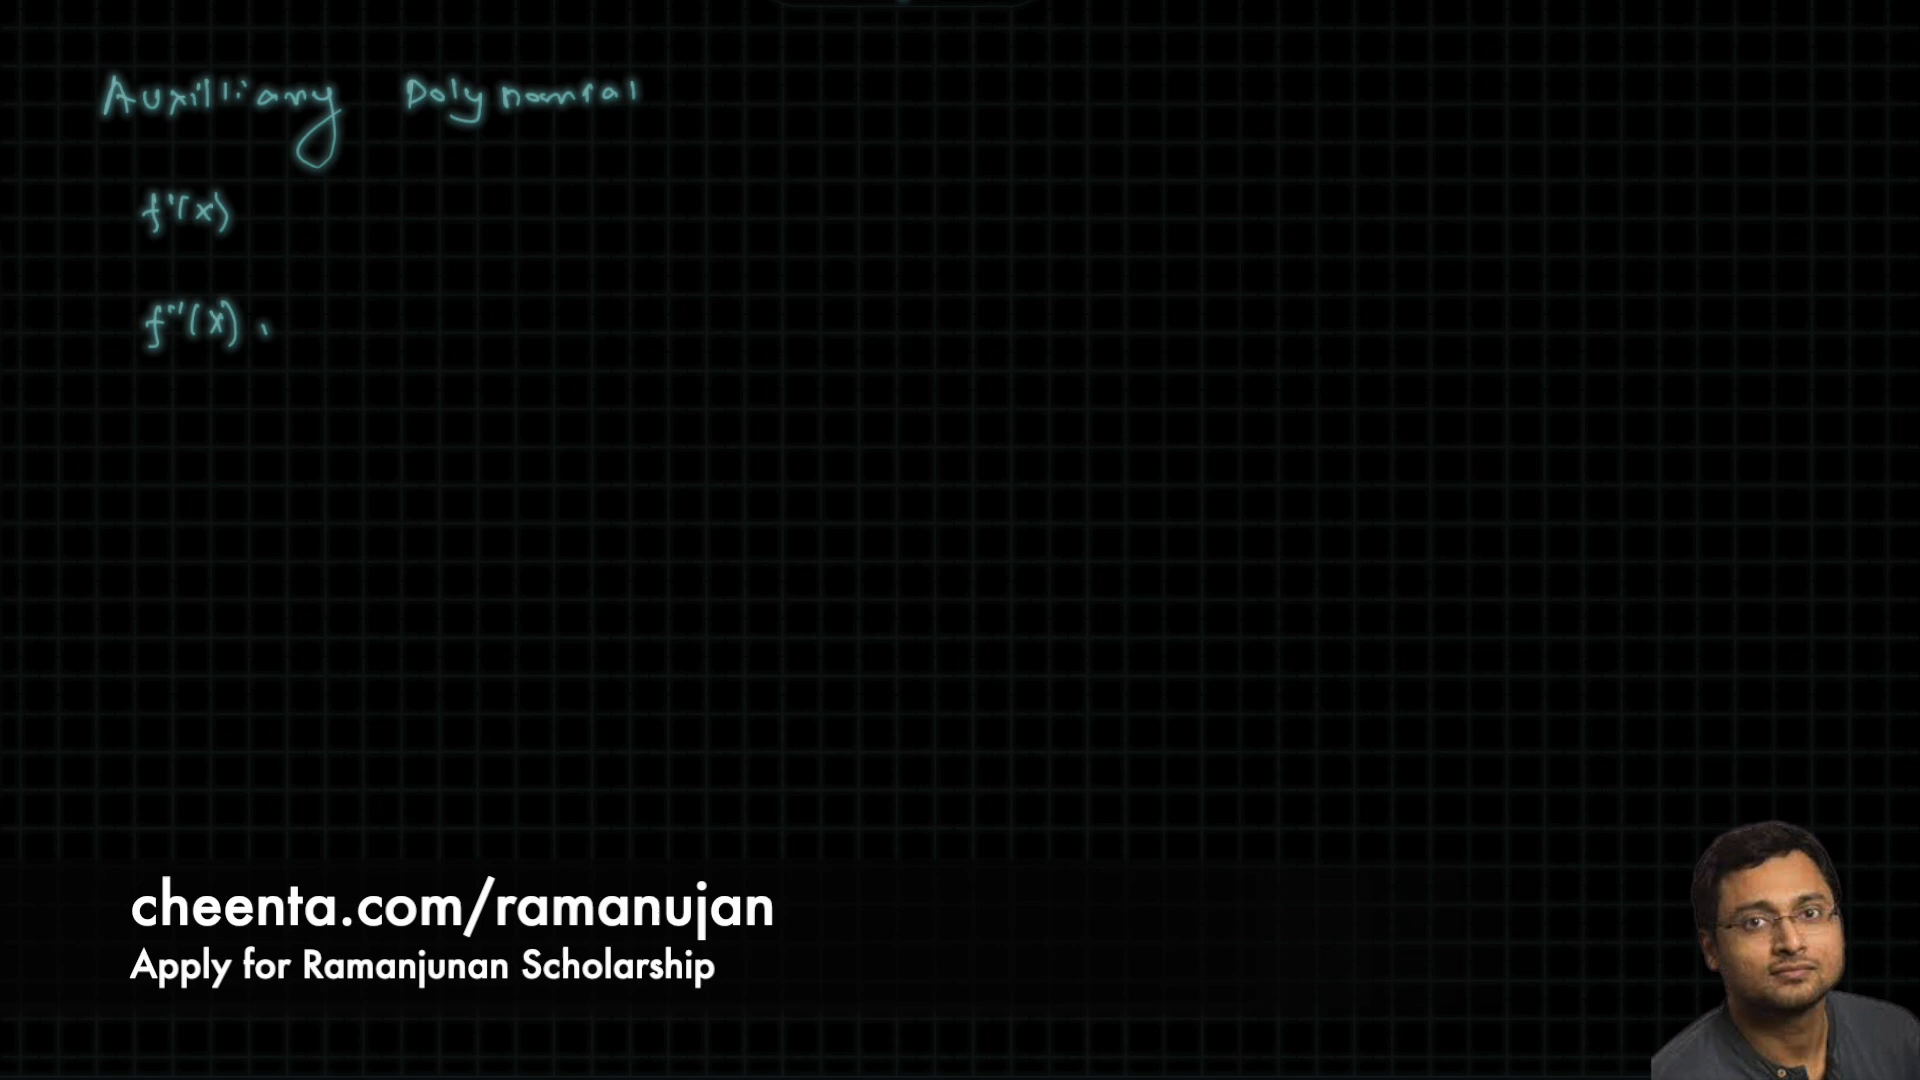 Auxilliary Polynomial
f'(x)
f''(x).
cheenta.com/ramanujan
Apply for Ramanjunan Scholarship